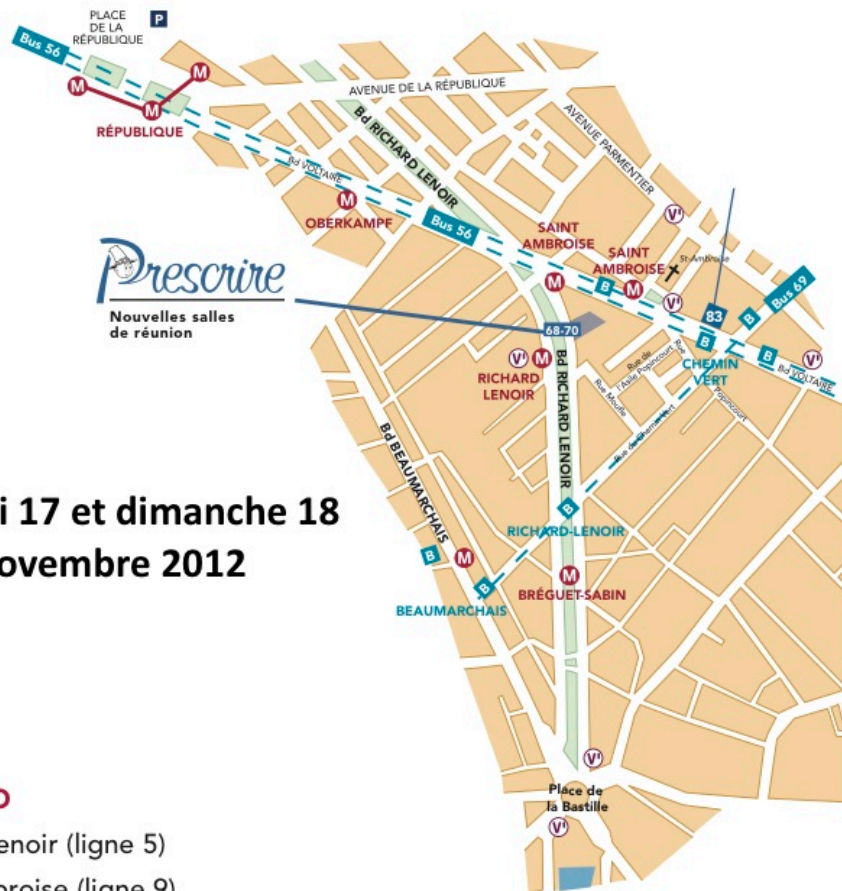 PLACE
DE LA
RÉPUBLIQUE
P
Bus 56
M
M
M
RÉPUBLIQUE
AVENUE DE LA RÉPUBLIQUE
Bd RICHARD LENOIR
AVENUE PARMENTIER
Bd VOLTAIRE
M
OBERKAMPF
Bus 56
V'
SAINT
AMBROISE
M
SAINT
AMBROISE
St-Ambroise
B
M
V'
Bus 69
B
83
B
CHEMIN
VERT
B
Bd VOLTAIRE
V'
Prescrire
Nouvelles salles
de réunion
68-70
V'
M
RICHARD
LENOIR
Bd RICHARD LENOIR
Rue de
l'Asile Popincourt
Rue Moufle
Rue
Popincourt
Rue du Chemin Vert
Bd BEAUMARCHAIS
i 17 et dimanche 18
ovembre 2012
B
RICHARD-LENOIR
B
M
B
BEAUMARCHAIS
M
BRÉGUET-SABIN
V'
Place de
la Bastille
V'
enoir (ligne 5)
broise (ligne 9)